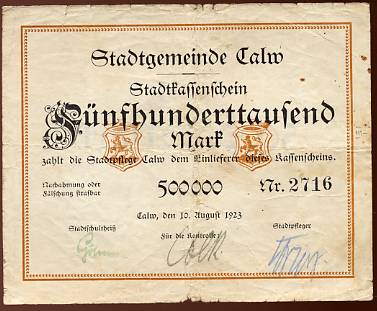 Stadtgemeinde Calw
Stadtkassenschein
Fünfhunderttausend
Mark
zahlt die Stadtpflege Calw dem Einlieferer dieses Kassenscheins.
Nachahmung oder
Fälschung strafbar
500000
Nr. 2716
Calw, den 10. August 1923
Stadtschultheiß
Für die Kontrolle:
Stadtpfleger